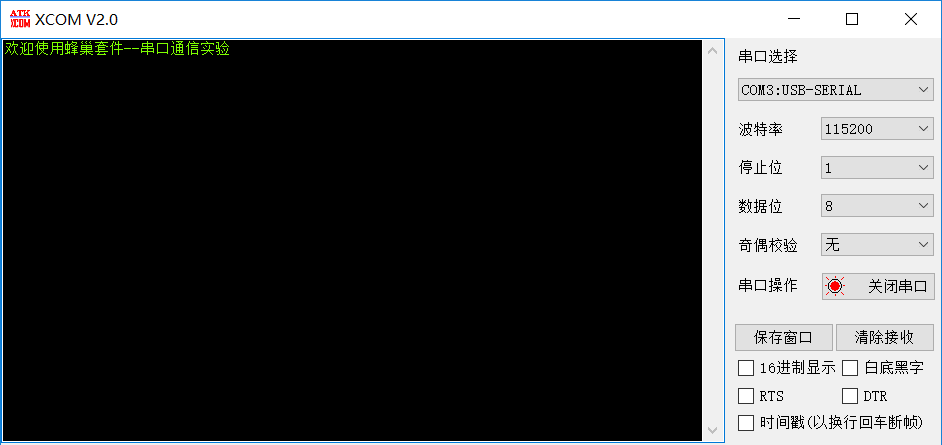 ATK
XCOM
XCOM V2.0
欢迎使用蜂巢套件--串口通信实验
串口选择
COM3:USB-SERIAL
波特率 115200
停止位 1
数据位 8
奇偶校验 无
串口操作 关闭串口
保存窗口 清除接收
16进制显示 白底黑字
RTS DTR
时间戳(以换行回车断帧)